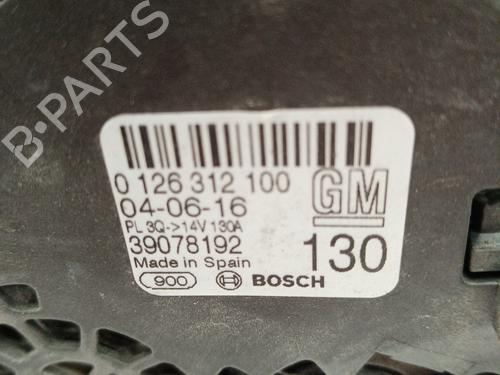 B-PARTS
0 126 312 100
04-06-16
GM
PL 3Q->14V 130A
39078192
130
Made in Spain
900
BOSCH